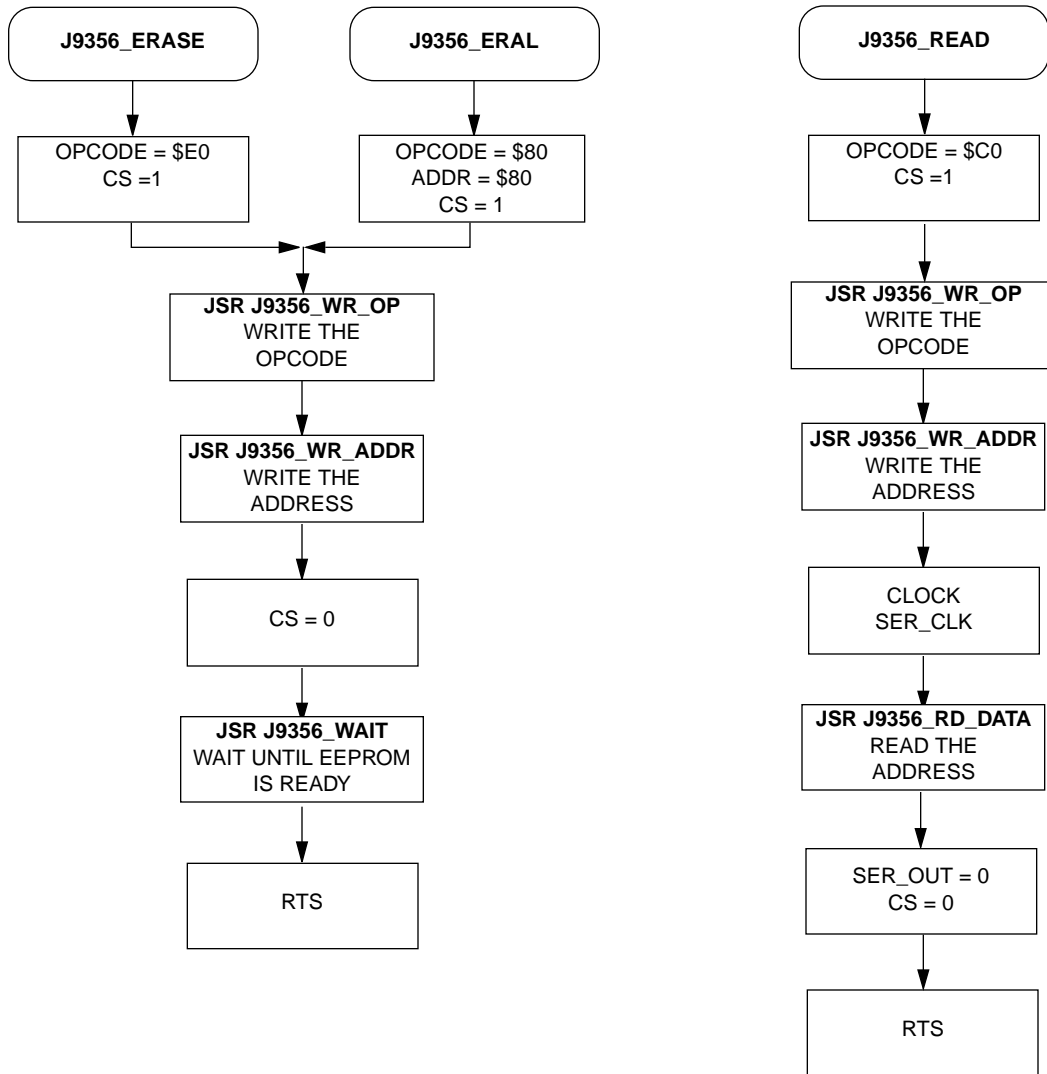 J9356_ERASE
OPCODE = $E0
CS =1
J9356_ERAL
OPCODE = $80
ADDR = $80
CS = 1
JSR J9356_WR_OP
WRITE THE
OPCODE
JSR J9356_WR_ADDR
WRITE THE
ADDRESS
CS = 0
JSR J9356_WAIT
WAIT UNTIL EEPROM
IS READY
RTS
J9356_READ
OPCODE = $C0
CS =1
JSR J9356_WR_OP
WRITE THE
OPCODE
JSR J9356_WR_ADDR
WRITE THE
ADDRESS
CLOCK
SER_CLK
JSR J9356_RD_DATA
READ THE
ADDRESS
SER_OUT = 0
CS = 0
RTS